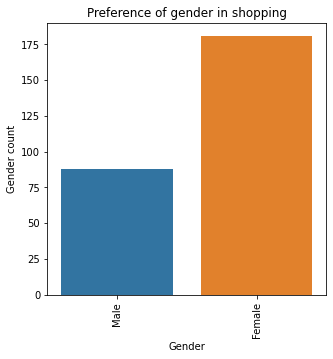 Preference of gender in shopping
Gender count
175
150
125
100
75
50
25
0
Male
Female
Gender